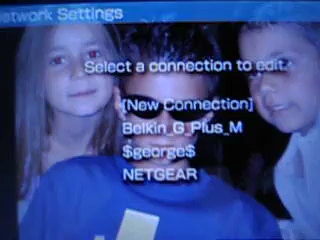 etwork Settings
Select a connection to edit.
[New Connection]
Belkin_G_Plus_M
$george$
NETGEAR